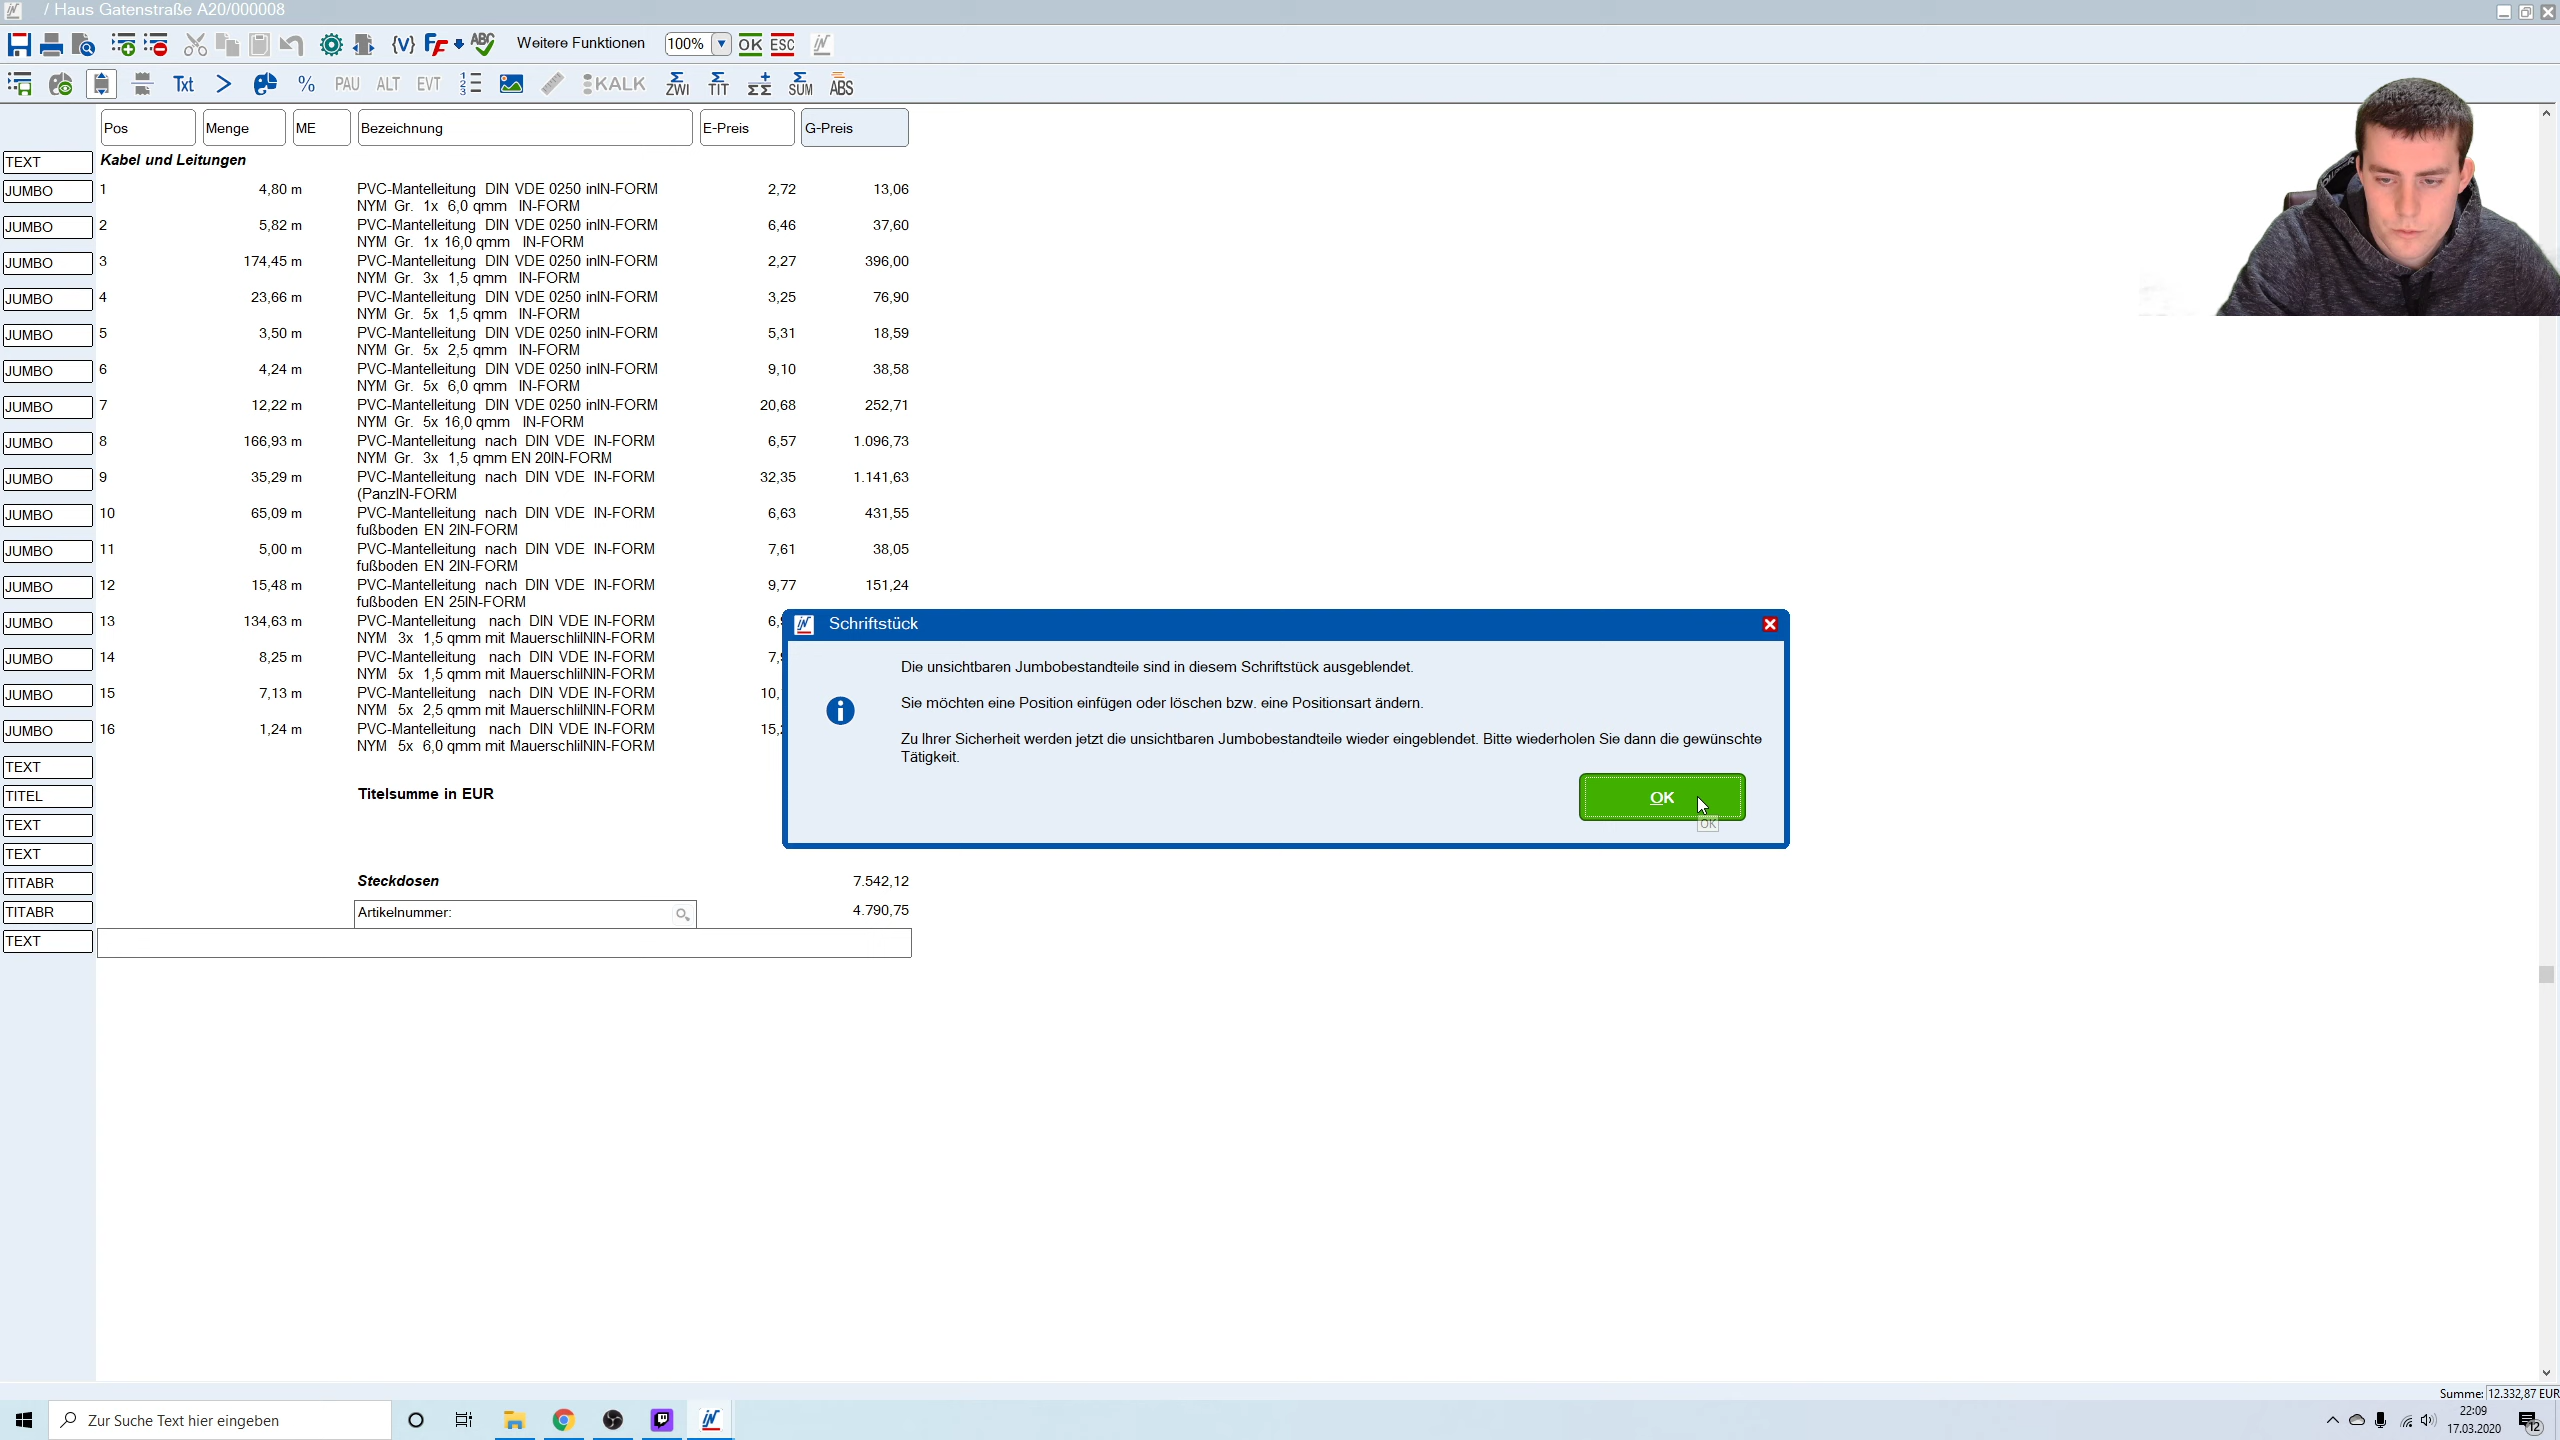 / Haus Gatenstraße A20/000008
{V} FF ABC Weitere Funktionen 100% OK ESC
Txt > % PAU ALT EVT KALK Σ ZWI Σ TIT ΣΣ Σ SUM ABS
Pos Menge ME Bezeichnung E-Preis G-Preis
TEXT Kabel und Leitungen
JUMBO 1 4,80 m PVC-Mantelleitung DIN VDE 0250 inIN-FORM 2,72 13,06
NYM Gr. 1x 6,0 qmm IN-FORM
JUMBO 2 5,82 m PVC-Mantelleitung DIN VDE 0250 inIN-FORM 6,46 37,60
NYM Gr. 1x 16,0 qmm IN-FORM
JUMBO 3 174,45 m PVC-Mantelleitung DIN VDE 0250 inIN-FORM 2,27 396,00
NYM Gr. 3x 1,5 qmm IN-FORM
JUMBO 4 23,66 m PVC-Mantelleitung DIN VDE 0250 inIN-FORM 3,25 76,90
NYM Gr. 5x 1,5 qmm IN-FORM
JUMBO 5 3,50 m PVC-Mantelleitung DIN VDE 0250 inIN-FORM 5,31 18,59
NYM Gr. 5x 2,5 qmm IN-FORM
JUMBO 6 4,24 m PVC-Mantelleitung DIN VDE 0250 inIN-FORM 9,10 38,58
NYM Gr. 5x 6,0 qmm IN-FORM
JUMBO 7 12,22 m PVC-Mantelleitung DIN VDE 0250 inIN-FORM 20,68 252,71
NYM Gr. 5x 16,0 qmm IN-FORM
JUMBO 8 166,93 m PVC-Mantelleitung nach DIN VDE IN-FORM 6,57 1.096,73
NYM Gr. 3x 1,5 qmm EN 20IN-FORM
JUMBO 9 35,29 m PVC-Mantelleitung nach DIN VDE IN-FORM 32,35 1.141,63
(PanzIN-FORM
JUMBO 10 65,09 m PVC-Mantelleitung nach DIN VDE IN-FORM 6,63 431,55
fußboden EN 2IN-FORM
JUMBO 11 5,00 m PVC-Mantelleitung nach DIN VDE IN-FORM 7,61 38,05
fußboden EN 2IN-FORM
JUMBO 12 15,48 m PVC-Mantelleitung nach DIN VDE IN-FORM 9,77 151,24
fußboden EN 25IN-FORM
JUMBO 13 134,63 m PVC-Mantelleitung nach DIN VDE IN-FORM
NYM 3x 1,5 qmm mit MauerschlilNIN-FORM
JUMBO 14 8,25 m PVC-Mantelleitung nach DIN VDE IN-FORM
NYM 5x 1,5 qmm mit MauerschlilNIN-FORM
JUMBO 15 7,13 m PVC-Mantelleitung nach DIN VDE IN-FORM 10,
NYM 5x 2,5 qmm mit MauerschlilNIN-FORM
JUMBO 16 1,24 m PVC-Mantelleitung nach DIN VDE IN-FORM
NYM 5x 6,0 qmm mit MauerschlilNIN-FORM
TEXT
TITEL Titelsumme in EUR
TEXT
TEXT
TITABR Steckdosen 7.542,12
TITABR Artikelnummer: 4.790,75
TEXT
Schriftstück
Die unsichtbaren Jumbobestandteile sind in diesem Schriftstück ausgeblendet.
Sie möchten eine Position einfügen oder löschen bzw. eine Positionsart ändern.
Zu Ihrer Sicherheit werden jetzt die unsichtbaren Jumbobestandteile wieder eingeblendet. Bitte wiederholen Sie dann die gewünschte
Tätigkeit.
OK
OK
Summe: 12.332,87 EUR
Zur Suche Text hier eingeben
22:09
17.03.2020
12